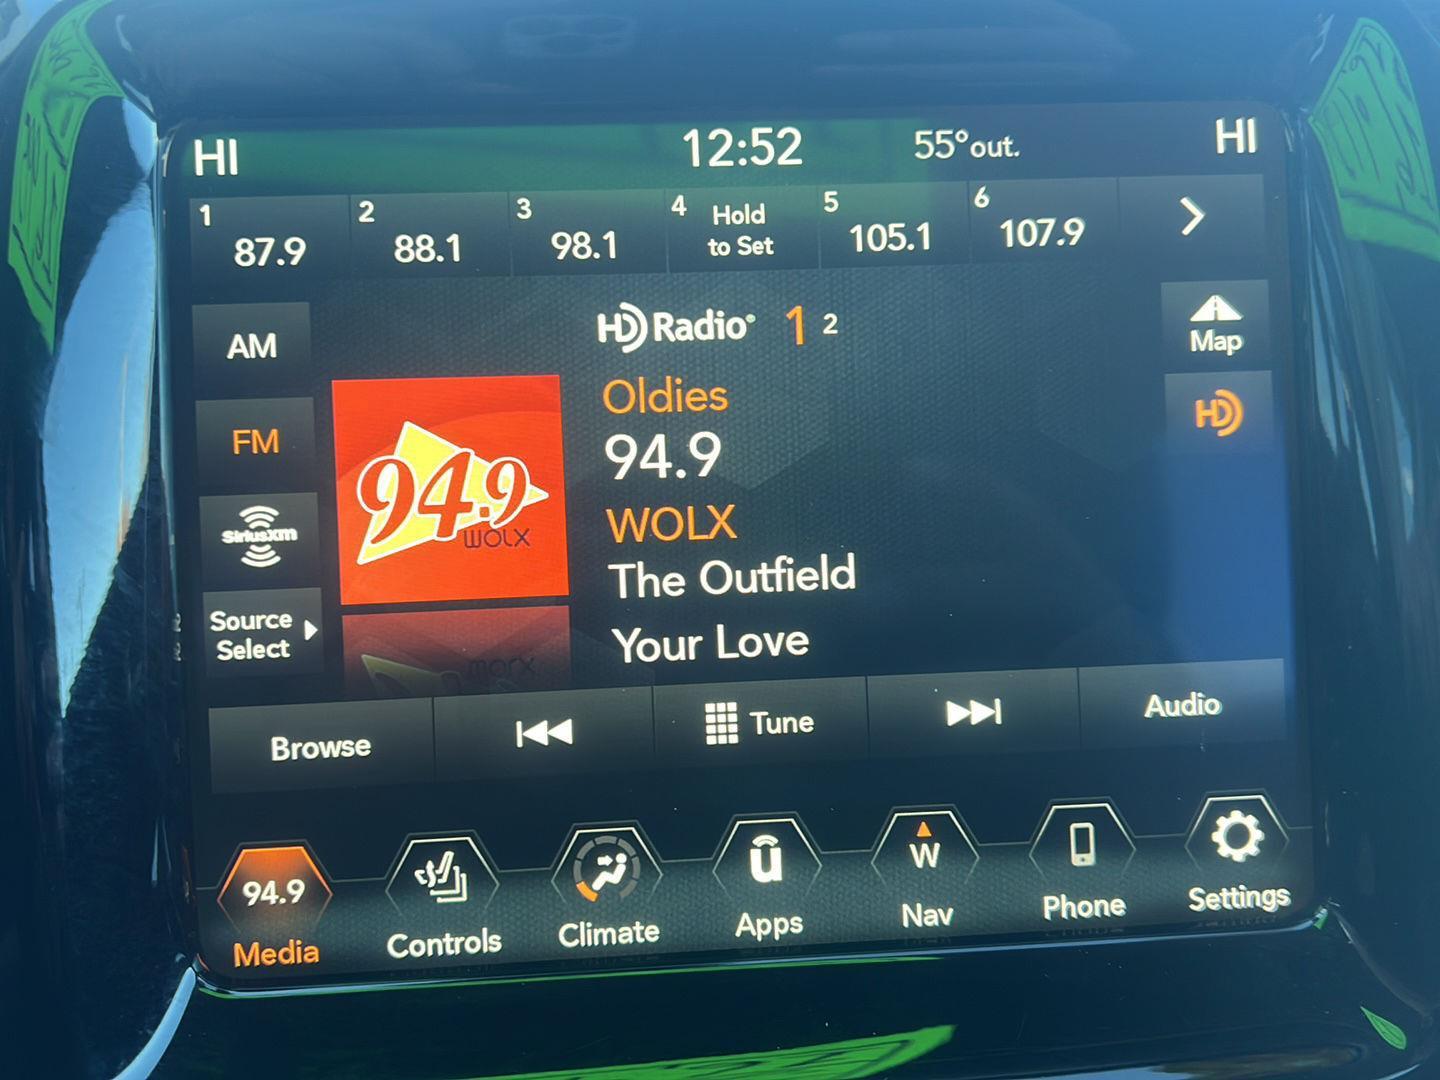 HI
12:52
55°out.
HI
1 87.9
2 88.1
3 98.1
4 Hold to Set
5 105.1
6 107.9
AM
FM
SiriusXM
Source Select
HD Radio 1 2
94.9
WOLX
Oldies
94.9
WOLX
The Outfield
Your Love
Map
HD
Browse
Tune
Audio
94.9
Media
Controls
Climate
u
Apps
W
Nav
Phone
Settings